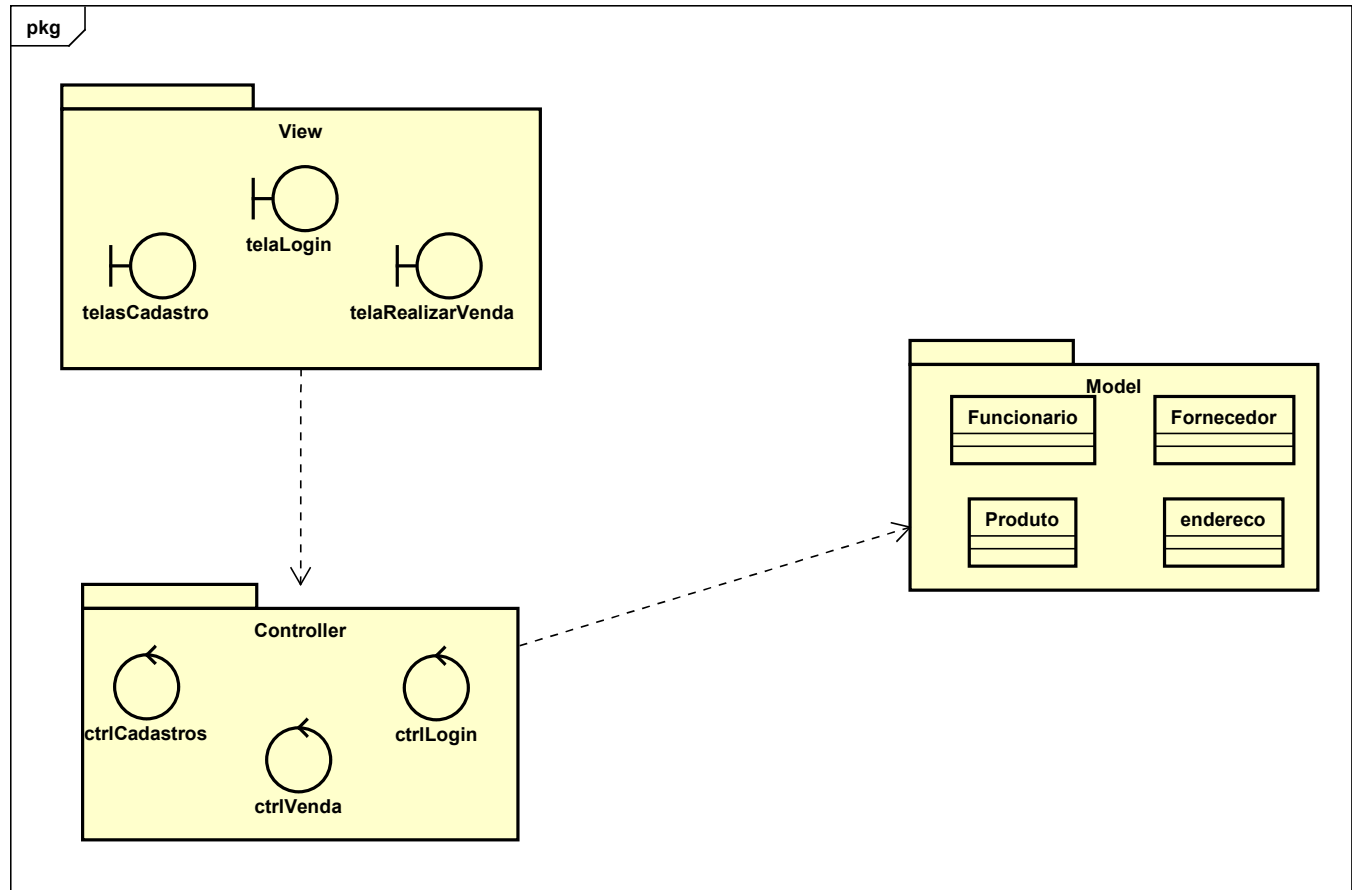 pkg
View
telaLogin
telasCadastro
telaRealizarVenda
Model
Funcionario
Fornecedor
Produto
endereco
Controller
ctrlCadastros
ctrlLogin
ctrlVenda